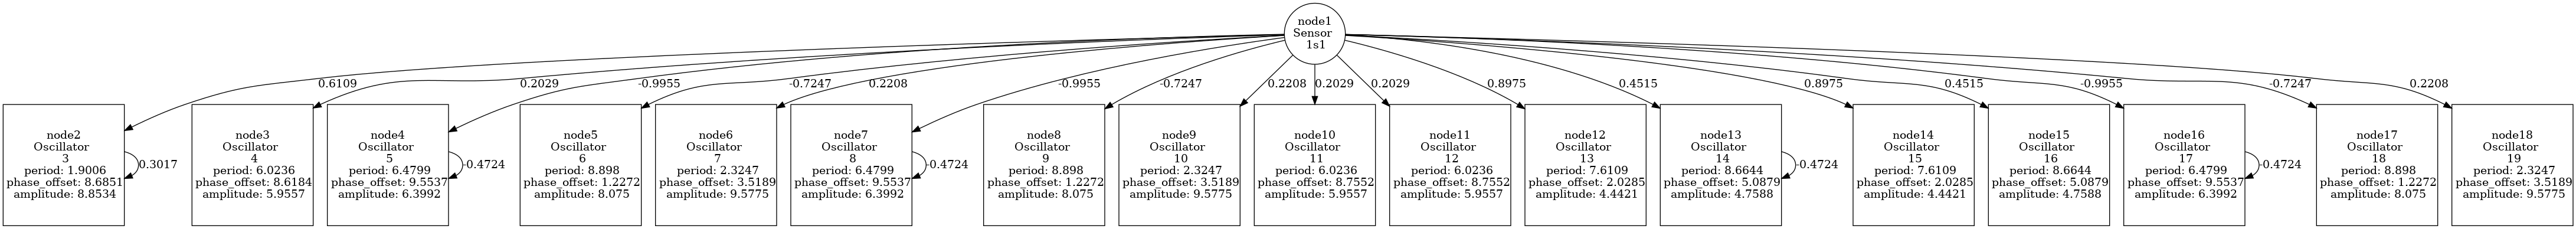 node1
Sensor
1s1
0.6109
0.2029
-0.9955
-0.7247
0.2208
-0.9955
-0.7247
0.2208
0.2029
0.2029
0.8975
0.4515
0.8975
0.4515
-0.9955
-0.7247
0.2208
node2
Oscillator
3
period: 1.9006
phase_offset: 8.6851
amplitude: 8.8534
0.3017
node3
Oscillator
4
period: 6.0236
phase_offset: 8.6184
amplitude: 5.9557
node4
Oscillator
5
period: 6.4799
phase_offset: 9.5537
amplitude: 6.3992
-0.4724
node5
Oscillator
6
period: 8.898
phase_offset: 1.2272
amplitude: 8.075
node6
Oscillator
7
period: 2.3247
phase_offset: 3.5189
amplitude: 9.5775
node7
Oscillator
8
period: 6.4799
phase_offset: 9.5537
amplitude: 6.3992
-0.4724
node8
Oscillator
9
period: 8.898
phase_offset: 1.2272
amplitude: 8.075
node9
Oscillator
10
period: 2.3247
phase_offset: 3.5189
amplitude: 9.5775
node10
Oscillator
11
period: 6.0236
phase_offset: 8.7552
amplitude: 5.9557
node11
Oscillator
12
period: 6.0236
phase_offset: 8.7552
amplitude: 5.9557
node12
Oscillator
13
period: 7.6109
phase_offset: 2.0285
amplitude: 4.4421
node13
Oscillator
14
period: 8.6644
phase_offset: 5.0879
amplitude: 4.7588
-0.4724
node14
Oscillator
15
period: 7.6109
phase_offset: 2.0285
amplitude: 4.4421
node15
Oscillator
16
period: 8.6644
phase_offset: 5.0879
amplitude: 4.7588
node16
Oscillator
17
period: 6.4799
phase_offset: 9.5537
amplitude: 6.3992
-0.4724
node17
Oscillator
18
period: 8.898
phase_offset: 1.2272
amplitude: 8.075
node18
Oscillator
19
period: 2.3247
phase_offset: 3.5189
amplitude: 9.5775